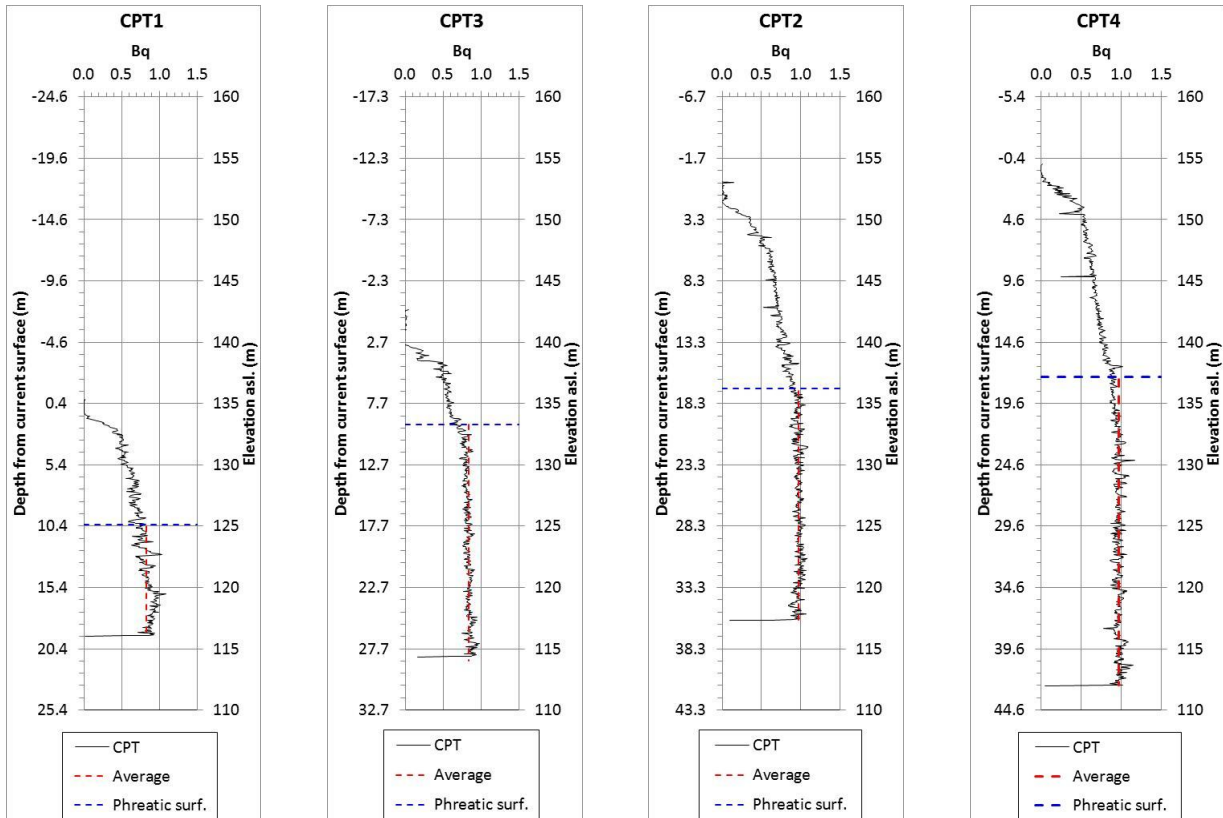 CPT1
Bq
0.0 0.5 1.0 1.5
-24.6 160
-19.6 155
-14.6 150
-9.6 145
-4.6 140
0.4 135
5.4 130
10.4 125
15.4 120
20.4 115
25.4 110
Depth from current surface (m)
Elevation asl. (m)
CPT
Average
Phreatic surf.
CPT3
Bq
0.0 0.5 1.0 1.5
-17.3 160
-12.3 155
-7.3 150
-2.3 145
2.7 140
7.7 135
12.7 130
17.7 125
22.7 120
27.7 115
32.7 110
Depth from current surface (m)
Elevation asl. (m)
CPT
Average
Phreatic surf.
CPT2
Bq
0.0 0.5 1.0 1.5
-6.7 160
-1.7 155
3.3 150
8.3 145
13.3 140
18.3 135
23.3 130
28.3 125
33.3 120
38.3 115
43.3 110
Depth from current surface (m)
Elevation asl. (m)
CPT
Average
Phreatic surf.
CPT4
Bq
0.0 0.5 1.0 1.5
-5.4 160
-0.4 155
4.6 150
9.6 145
14.6 140
19.6 135
24.6 130
29.6 125
34.6 120
39.6 115
44.6 110
Depth from current surface (m)
Elevation asl. (m)
CPT
Average
Phreatic surf.